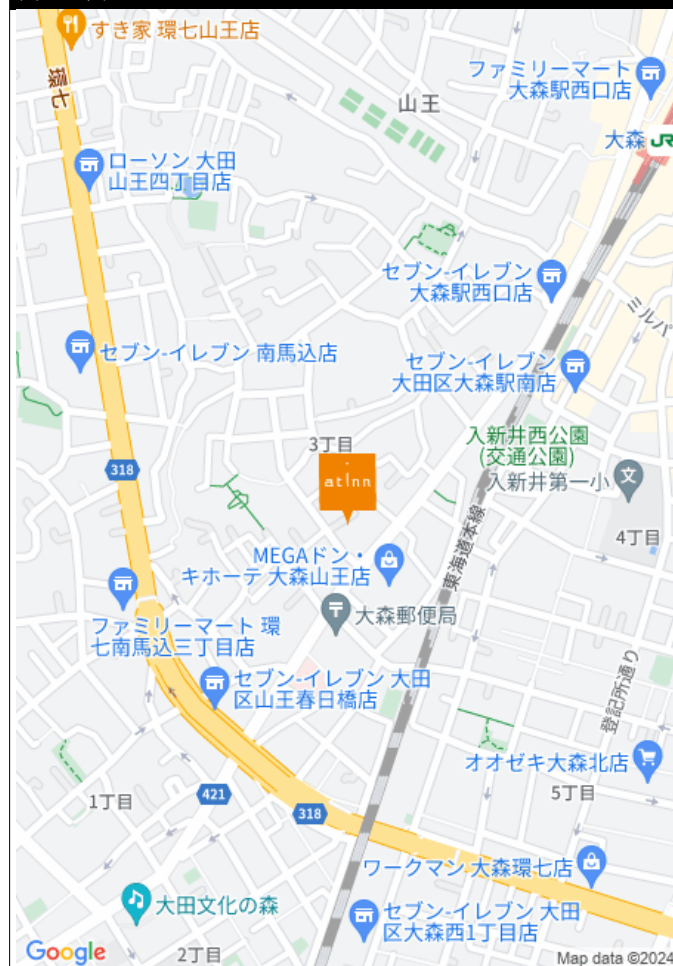 すき家 環七山王店
環七
ファミリーマート
大森駅西口店
山王
大森 JR
ローソン 大田
山王四丁目店
セブン-イレブン
大森駅西口店
ミルパ
セブン-イレブン 南馬込店
セブン-イレブン
大田区大森駅南店
3丁目
入新井西公園
(交通公園)
318
atinn
入新井第一小
文
4丁目
東海道本線
MEGAドン・
キホーテ 大森山王店
大森郵便局
ファミリーマート 環
七南馬込三丁目店
セブン-イレブン 大田
区山王春日橋店
登記所通り
オオゼキ大森北店
1丁目
421
5丁目
318
ワークマン 大森環七店
大田文化の森
セブン-イレブン 大田
区大森西1丁目店
2丁目
Google
Map data ©2024